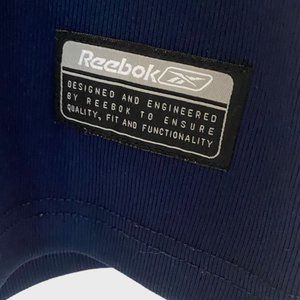 Reebok
DESIGNED AND ENGINEERED
BY REEBOK TO ENSURE
QUALITY, FIT AND FUNCTIONALITY